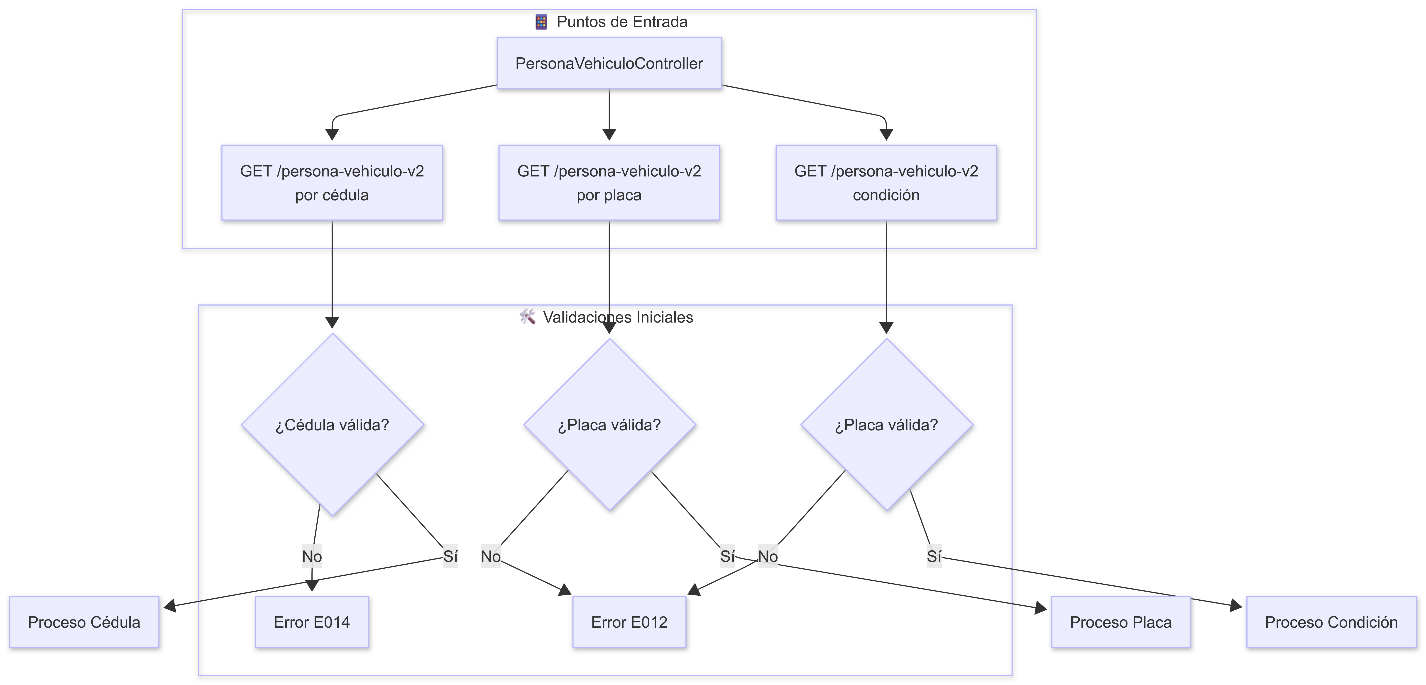 Puntos de Entrada
PersonaVehiculoController
GET /persona-vehiculo-v2
por cédula
GET /persona-vehiculo-v2
por placa
GET /persona-vehiculo-v2
condición
Validaciones Iniciales
¿Cédula válida?
¿Placa válida?
¿Placa válida?
No
Sí
No
Sí
No
Sí
Proceso Cédula
Error E014
Error E012
Proceso Placa
Proceso Condición